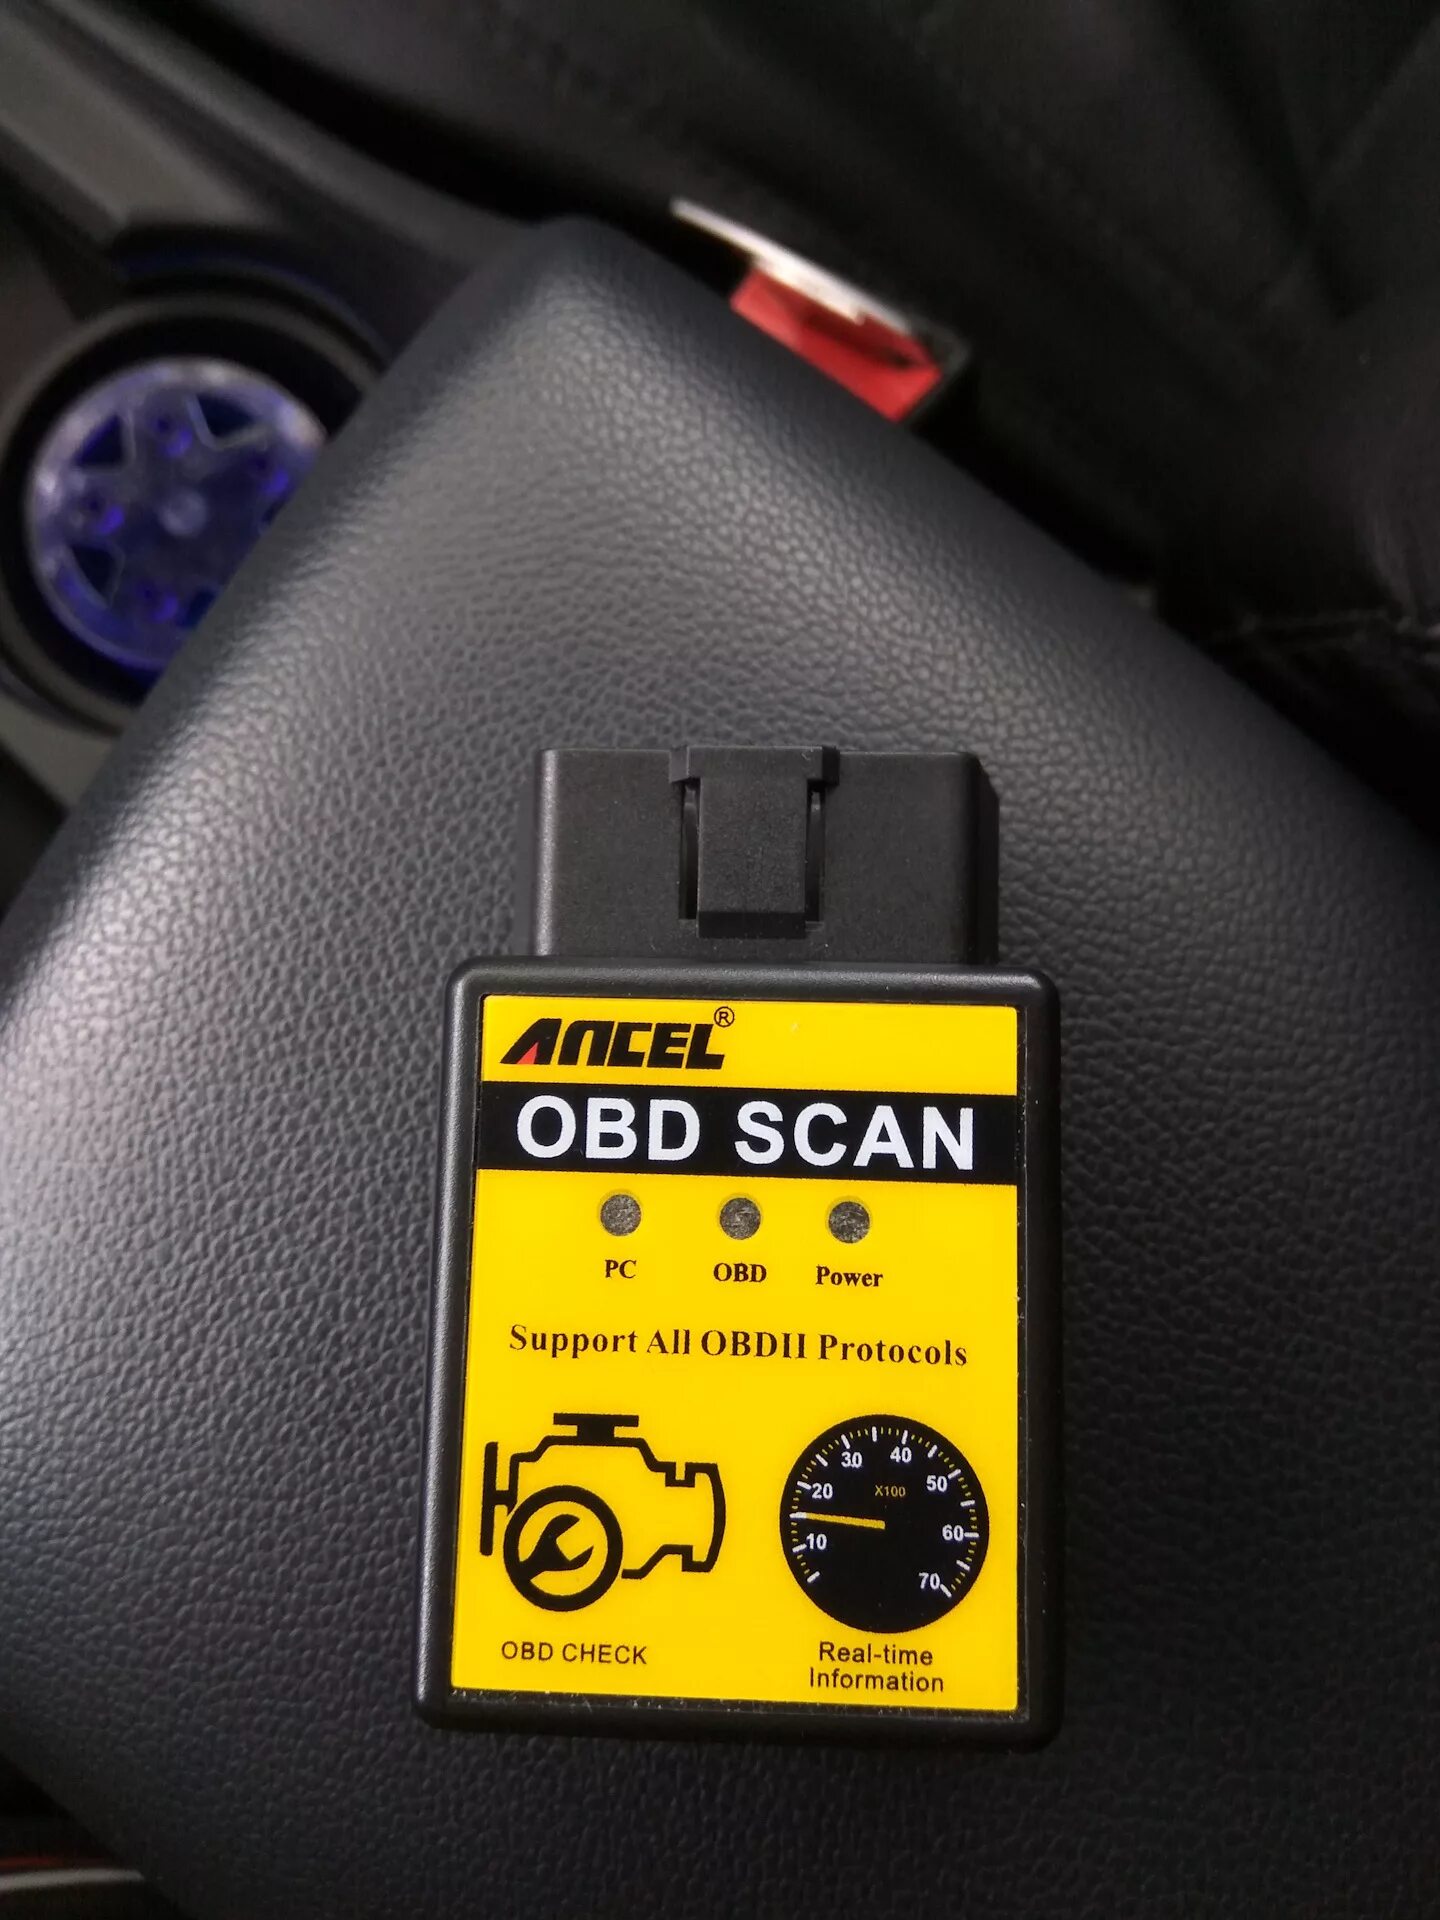 ANCEL®
OBD SCAN
PC OBD Power
Support All OBDII Protocols
10 20 30 40 50 60 70
X100
OBD CHECK
Real-time
Information